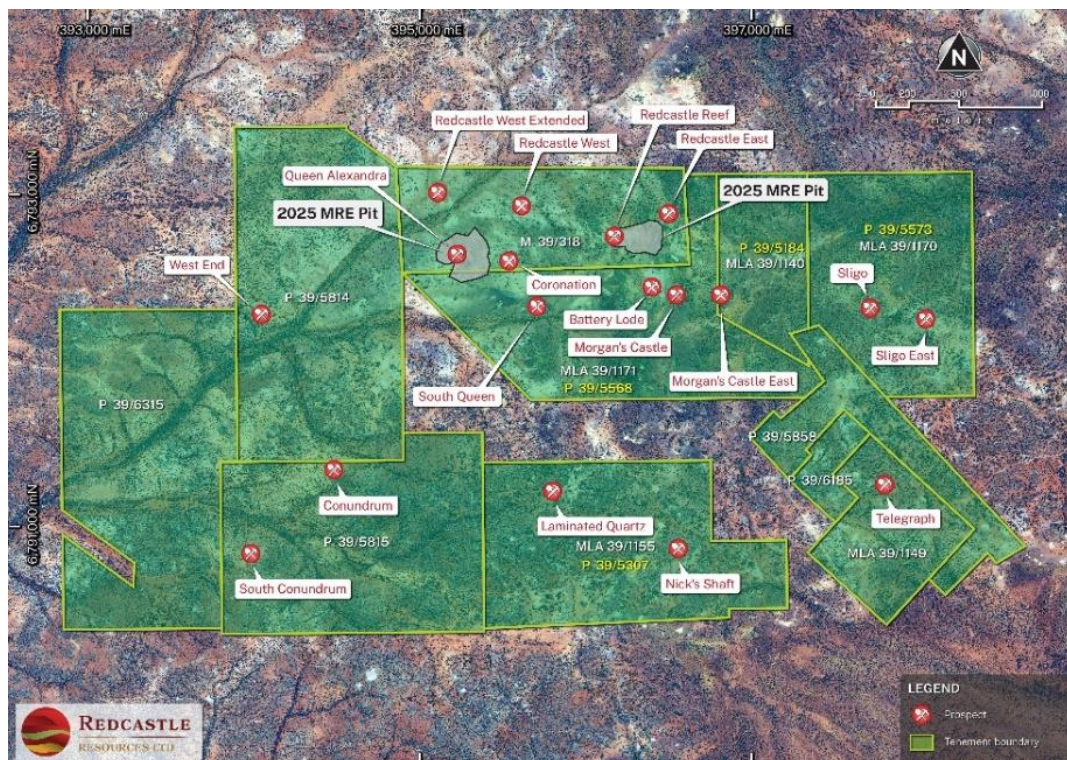 393,000 mE
395,000 mE
397,000 mE
N
Redcastle West Extended
Redcastle Reef
Redcastle West
Redcastle East
Queen Alexandra
2025 MRE Pit
2025 MRE Pit
6,793,000 mN
M 39/318
P 39/5184
MLA 39/1140
P 39/5573
MLA 39/1170
West End
P 39/5814
Coronation
Sligo
Battery Lode
Morgan's Castle
Sligo East
MLA 39/1171
P 39/5568
Morgan's Castle East
South Queen
P 39/6315
P 39/5858
P 39/6185
Conundrum
Laminated Quartz
Telegraph
6,791,000 mN
P 39/5815
MLA 39/1155
P 39/5307
MLA 39/1149
South Conundrum
Nick's Shaft
LEGEND
Prospect
Tenement boundary
REDCASTLE
RESOURCES LTD